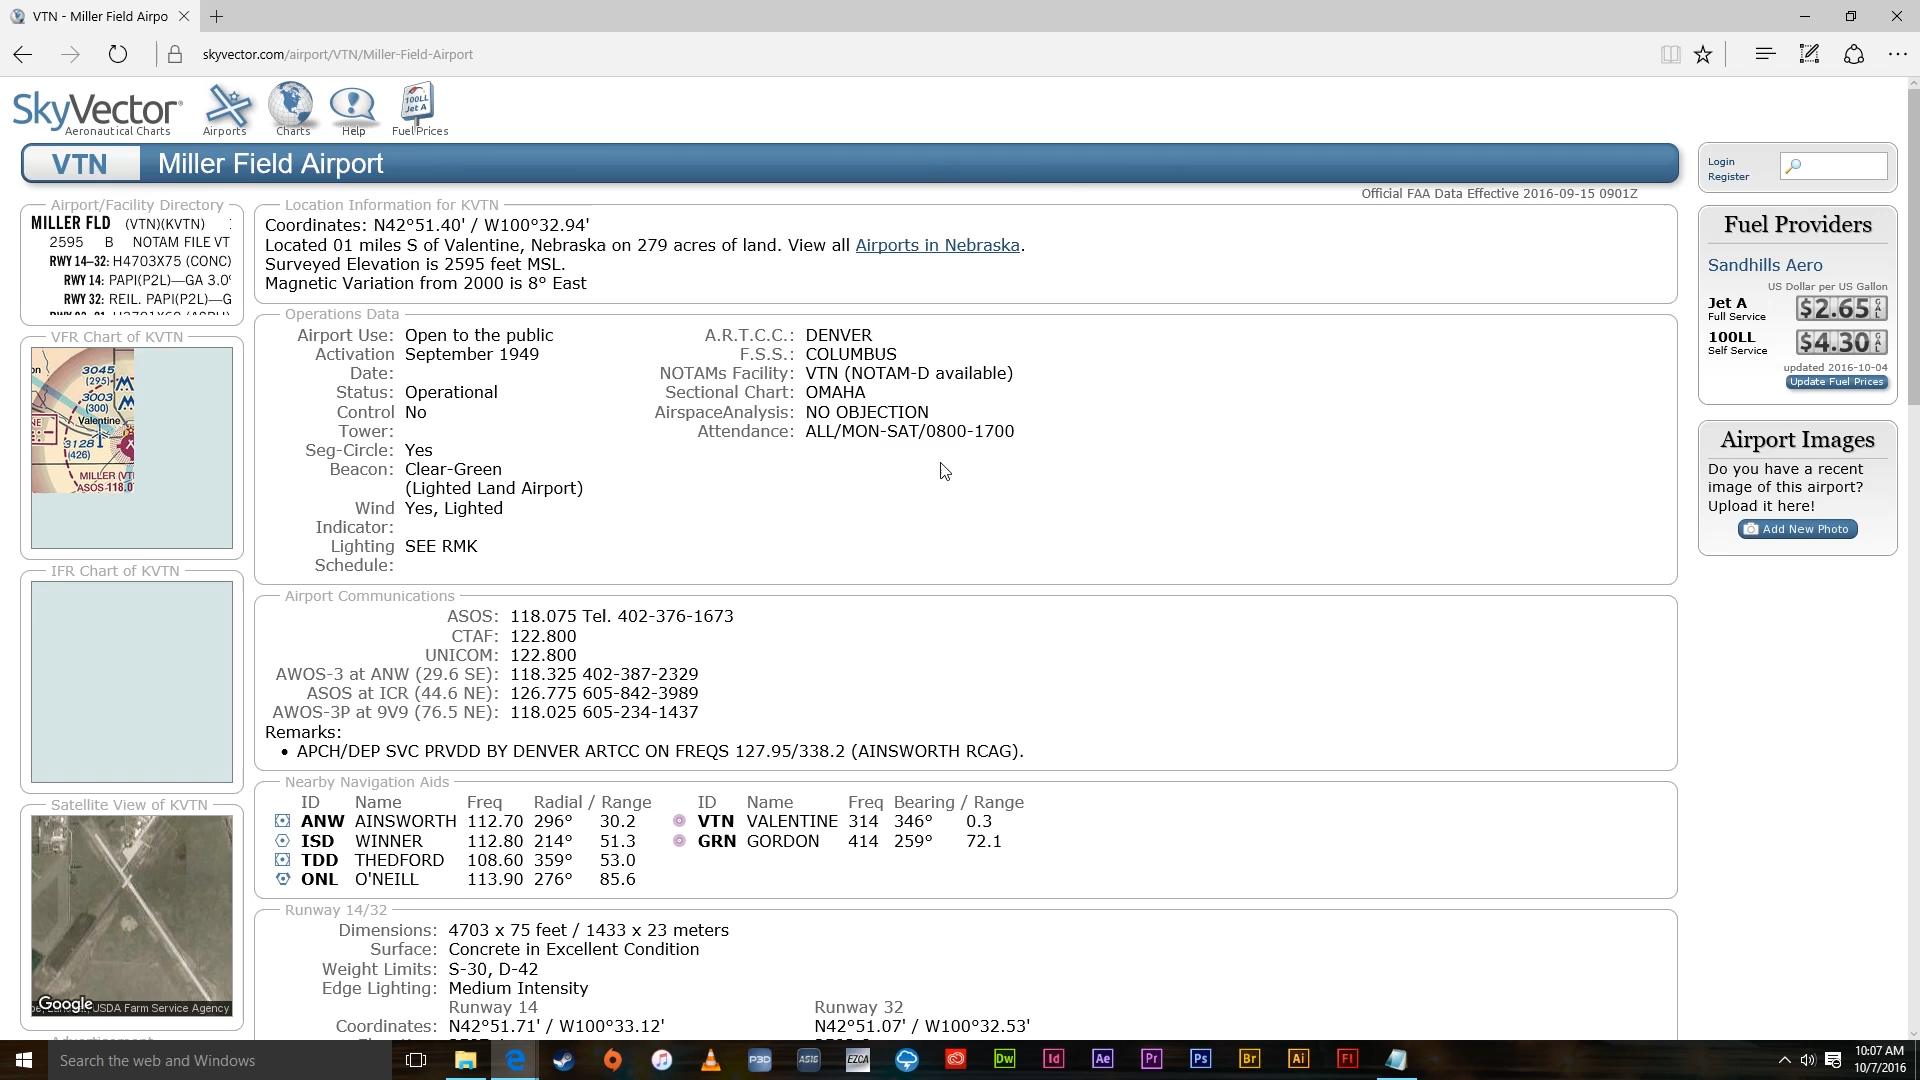 VTN - Miller Field Airpo
skyvector.com/airport/VTN/Miller-Field-Airport
SkyVector
Aeronautical Charts
Airports
Charts
Help
100LL
Jet A
Fuel Prices
VTN Miller Field Airport
Login
Register
Official FAA Data Effective 2016-09-15 0901Z
Airport/Facility Directory
MILLER FLD (VTN)(KVTN)
2595 B NOTAM FILE VT
RWY 14–32: H4703X75 (CONC)
RWY 14: PAPI(P2L)—GA 3.0°
RWY 32: REIL. PAPI(P2L)—G
VFR Chart of KVTN
3045
(295)
3003
(300)
Valentine
3128
(426)
MILLER (VT
ASOS 118.0
IFR Chart of KVTN
Satellite View of KVTN
Google
USDA Farm Service Agency
Location Information for KVTN
Coordinates: N42°51.40' / W100°32.94'
Located 01 miles S of Valentine, Nebraska on 279 acres of land. View all Airports in Nebraska.
Surveyed Elevation is 2595 feet MSL.
Magnetic Variation from 2000 is 8° East
Operations Data
Airport Use: Open to the public
Activation Date: September 1949
Status: Operational
Control Tower: No
Seg-Circle: Yes
Beacon: Clear-Green
(Lighted Land Airport)
Wind Indicator: Yes, Lighted
Lighting Schedule: SEE RMK
A.R.T.C.C.: DENVER
F.S.S.: COLUMBUS
NOTAMs Facility: VTN (NOTAM-D available)
Sectional Chart: OMAHA
AirspaceAnalysis: NO OBJECTION
Attendance: ALL/MON-SAT/0800-1700
Airport Communications
ASOS: 118.075 Tel. 402-376-1673
CTAF: 122.800
UNICOM: 122.800
AWOS-3 at ANW (29.6 SE): 118.325 402-387-2329
ASOS at ICR (44.6 NE): 126.775 605-842-3989
AWOS-3P at 9V9 (76.5 NE): 118.025 605-234-1437
Remarks:
• APCH/DEP SVC PRVDD BY DENVER ARTCC ON FREQS 127.95/338.2 (AINSWORTH RCAG).
Nearby Navigation Aids
ID Name Freq Radial / Range ID Name Freq Bearing / Range
ANW AINSWORTH 112.70 296° 30.2 VTN VALENTINE 314 346° 0.3
ISD WINNER 112.80 214° 51.3 GRN GORDON 414 259° 72.1
TDD THEDFORD 108.60 359° 53.0
ONL O'NEILL 113.90 276° 85.6
Runway 14/32
Dimensions: 4703 x 75 feet / 1433 x 23 meters
Surface: Concrete in Excellent Condition
Weight Limits: S-30, D-42
Edge Lighting: Medium Intensity
Runway 14 Runway 32
Coordinates: N42°51.71' / W100°33.12' N42°51.07' / W100°32.53'
Fuel Providers
Sandhills Aero
US Dollar per US Gallon
Jet A
Full Service
$2.65 GAL
100LL
Self Service
$4.30 GAL
updated 2016-10-04
Update Fuel Prices
Airport Images
Do you have a recent
image of this airport?
Upload it here!
Add New Photo
Search the web and Windows
P3D
AS16
EZCA
Dw
Id
Ae
Pr
Ps
Br
Ai
Fl
10:07 AM
10/7/2016